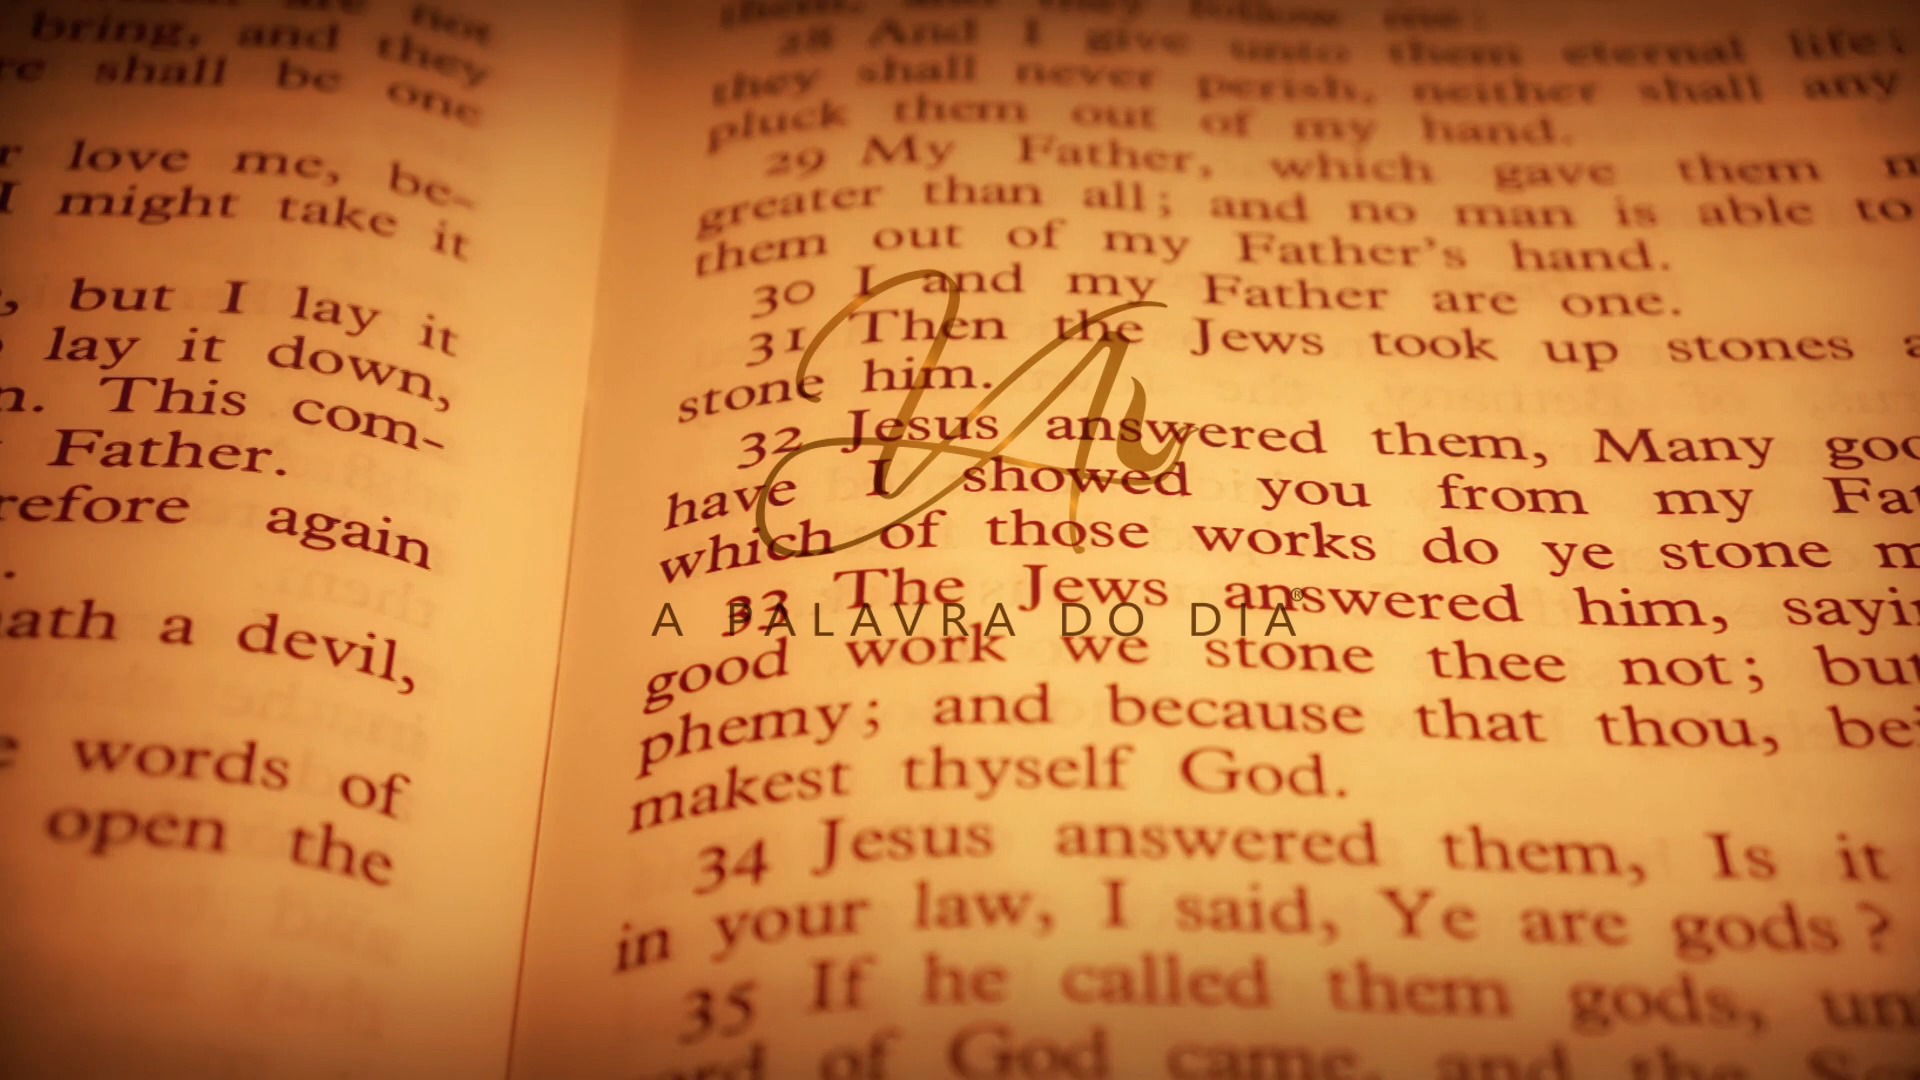 are not
bring, and they
shall be one
love me, be-
I might take it
, but I lay it
lay it down,
This com-
Father.
again
.
a devil,
words of
open the
them, and they follow me:
28 And I give unto them eternal life;
they shall never perish, neither shall any
pluck them out of my hand.
29 My Father, which gave them
greater than all; and no man is able to
them out of my Father's hand.
30 I and my Father are one.
31 Then the Jews took up stones
stone him.
32 Jesus answered them, Many
have I showed you from my
which of those works do ye stone
33 The Jews answered him,
good work we stone thee not; but
phemy; and because that thou,
makest thyself God.
34 Jesus answered them, Is it
in your law, I said, Ye are gods?
35 If he called them gods,
of God came, and the
A PALAVRA DO DIA®